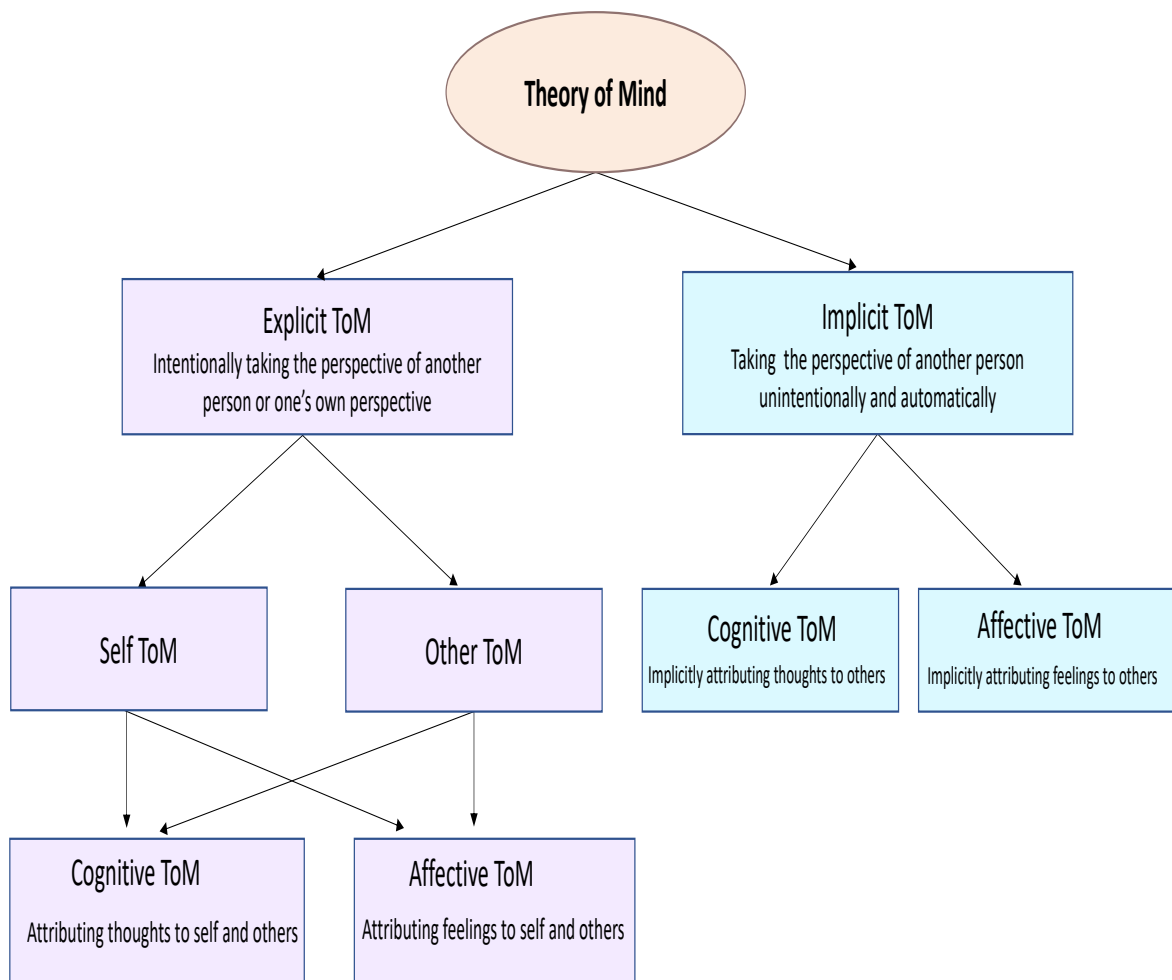 Theory of Mind
Explicit ToM
Intentionally taking the perspective of another
person or one’s own perspective
Implicit ToM
Taking the perspective of another person
unintentionally and automatically
Self ToM
Other ToM
Cognitive ToM
Implicitly attributing thoughts to others
Affective ToM
Implicitly attributing feelings to others
Cognitive ToM
Attributing thoughts to self and others
Affective ToM
Attributing feelings to self and others